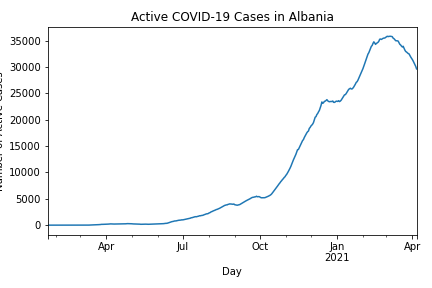 Active COVID-19 Cases in Albania
35000
30000
25000
20000
15000
10000
5000
0
Number of Active Cases
Apr Jul Oct Jan Apr
2021
Day